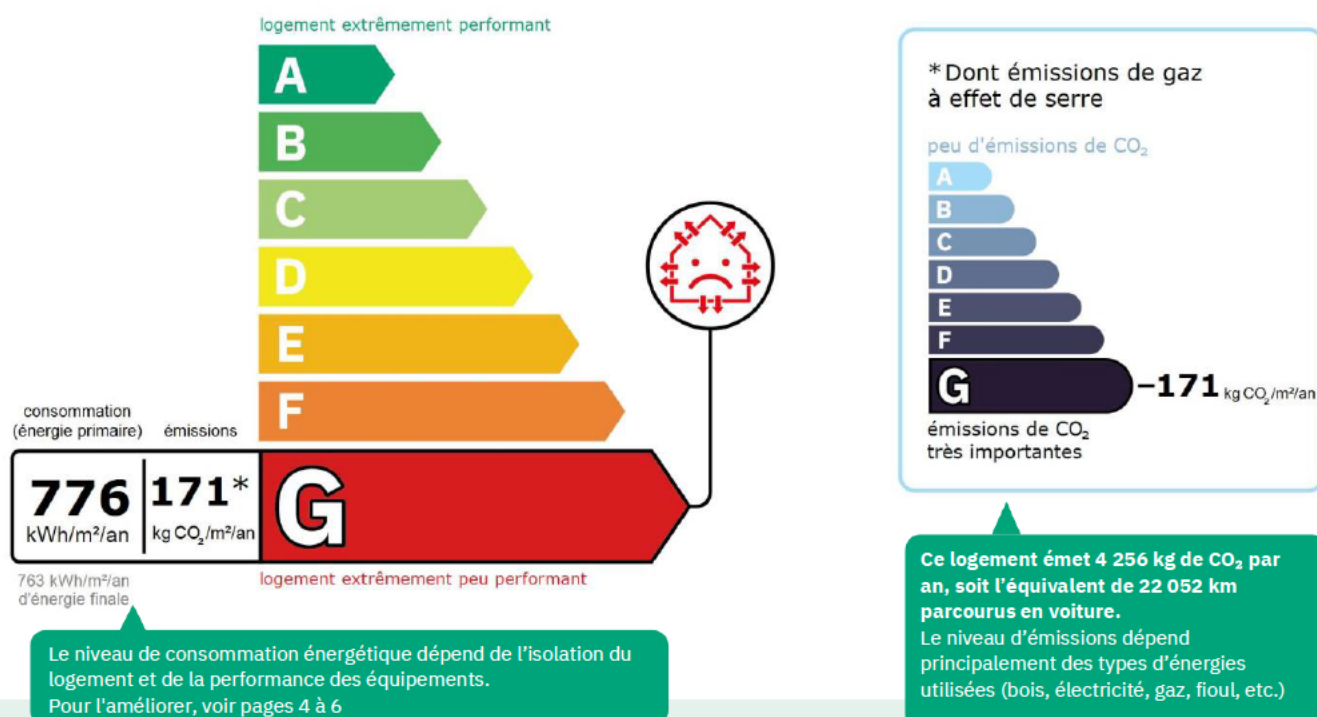 logement extrêmement performant
A
B
C
D
E
F
consommation
(énergie primaire)
émissions
776
kWh/m²/an
171*
kg CO₂/m²/an
G
763 kWh/m²/an
d'énergie finale
logement extrêmement peu performant
Le niveau de consommation énergétique dépend de l'isolation du
logement et de la performance des équipements.
Pour l'améliorer, voir pages 4 à 6
*Dont émissions de gaz
à effet de serre
peu d'émissions de CO₂
A
B
C
D
E
F
G
–171 kg CO₂/m²/an
émissions de CO₂
très importantes
Ce logement émet 4 256 kg de CO₂ par
an, soit l'équivalent de 22 052 km
parcourus en voiture.
Le niveau d'émissions dépend
principalement des types d'énergies
utilisées (bois, électricité, gaz, fioul, etc.)